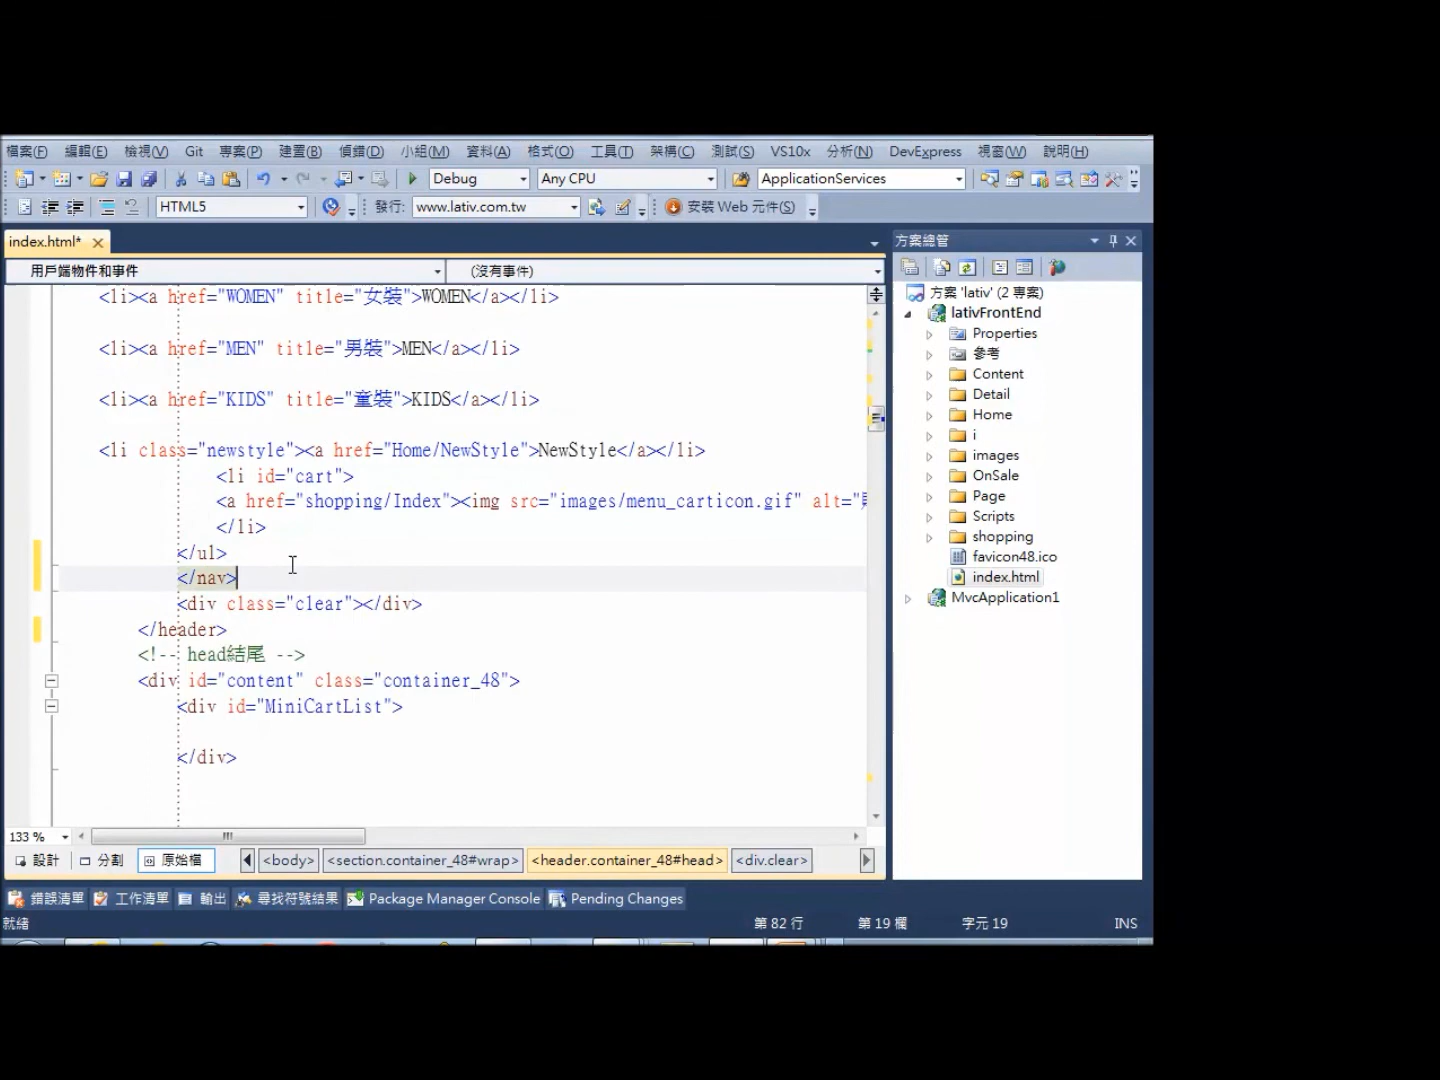 檔案(F) 編輯(E) 檢視(V) Git 專案(P) 建置(B) 偵錯(D) 小組(M) 資料(A) 格式(O) 工具(T) 架構(C) 測試(S) VS10x 分析(N) DevExpress 視窗(W) 說明(H)
Debug Any CPU ApplicationServices
HTML5 發行: www.lativ.com.tw 安裝 Web 元件(S)
index.html*
用戶端物件和事件 (沒有事件)
<li><a href="WOMEN" title="女裝">WOMEN</a></li>
<li><a href="MEN" title="男裝">MEN</a></li>
<li><a href="KIDS" title="童裝">KIDS</a></li>
<li class="newstyle"><a href="Home/NewStyle">NewStyle</a></li>
<li id="cart">
<a href="shopping/Index"><img src="images/menu_carticon.gif" alt="
</li>
</ul>
</nav>
<div class="clear"></div>
</header>
<!-- head結尾 -->
<div id="content" class="container_48">
<div id="MiniCartList">
</div>
133 %
設計 分割 原始檔 <body> <section.container_48#wrap> <header.container_48#head> <div.clear>
方案總管
方案 'lativ' (2 專案)
lativFrontEnd
Properties
參考
Content
Detail
Home
i
images
OnSale
Page
Scripts
shopping
favicon48.ico
index.html
MvcApplication1
錯誤清單 工作清單 輸出 尋找符號結果 Package Manager Console Pending Changes
就緒 第 82 行 第 19 欄 字元 19 INS